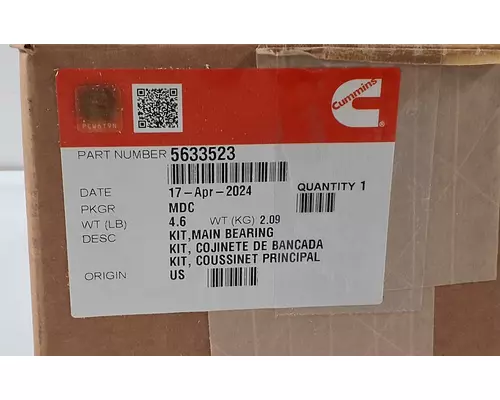 Cummins
PART NUMBER 5633523
DATE 17-Apr-2024 QUANTITY 1
PKGR MDC
WT (LB) 4.6 WT (KG) 2.09
DESC KIT,MAIN BEARING
KIT, COJINETE DE BANCADA
KIT, COUSSINET PRINCIPAL
ORIGIN US